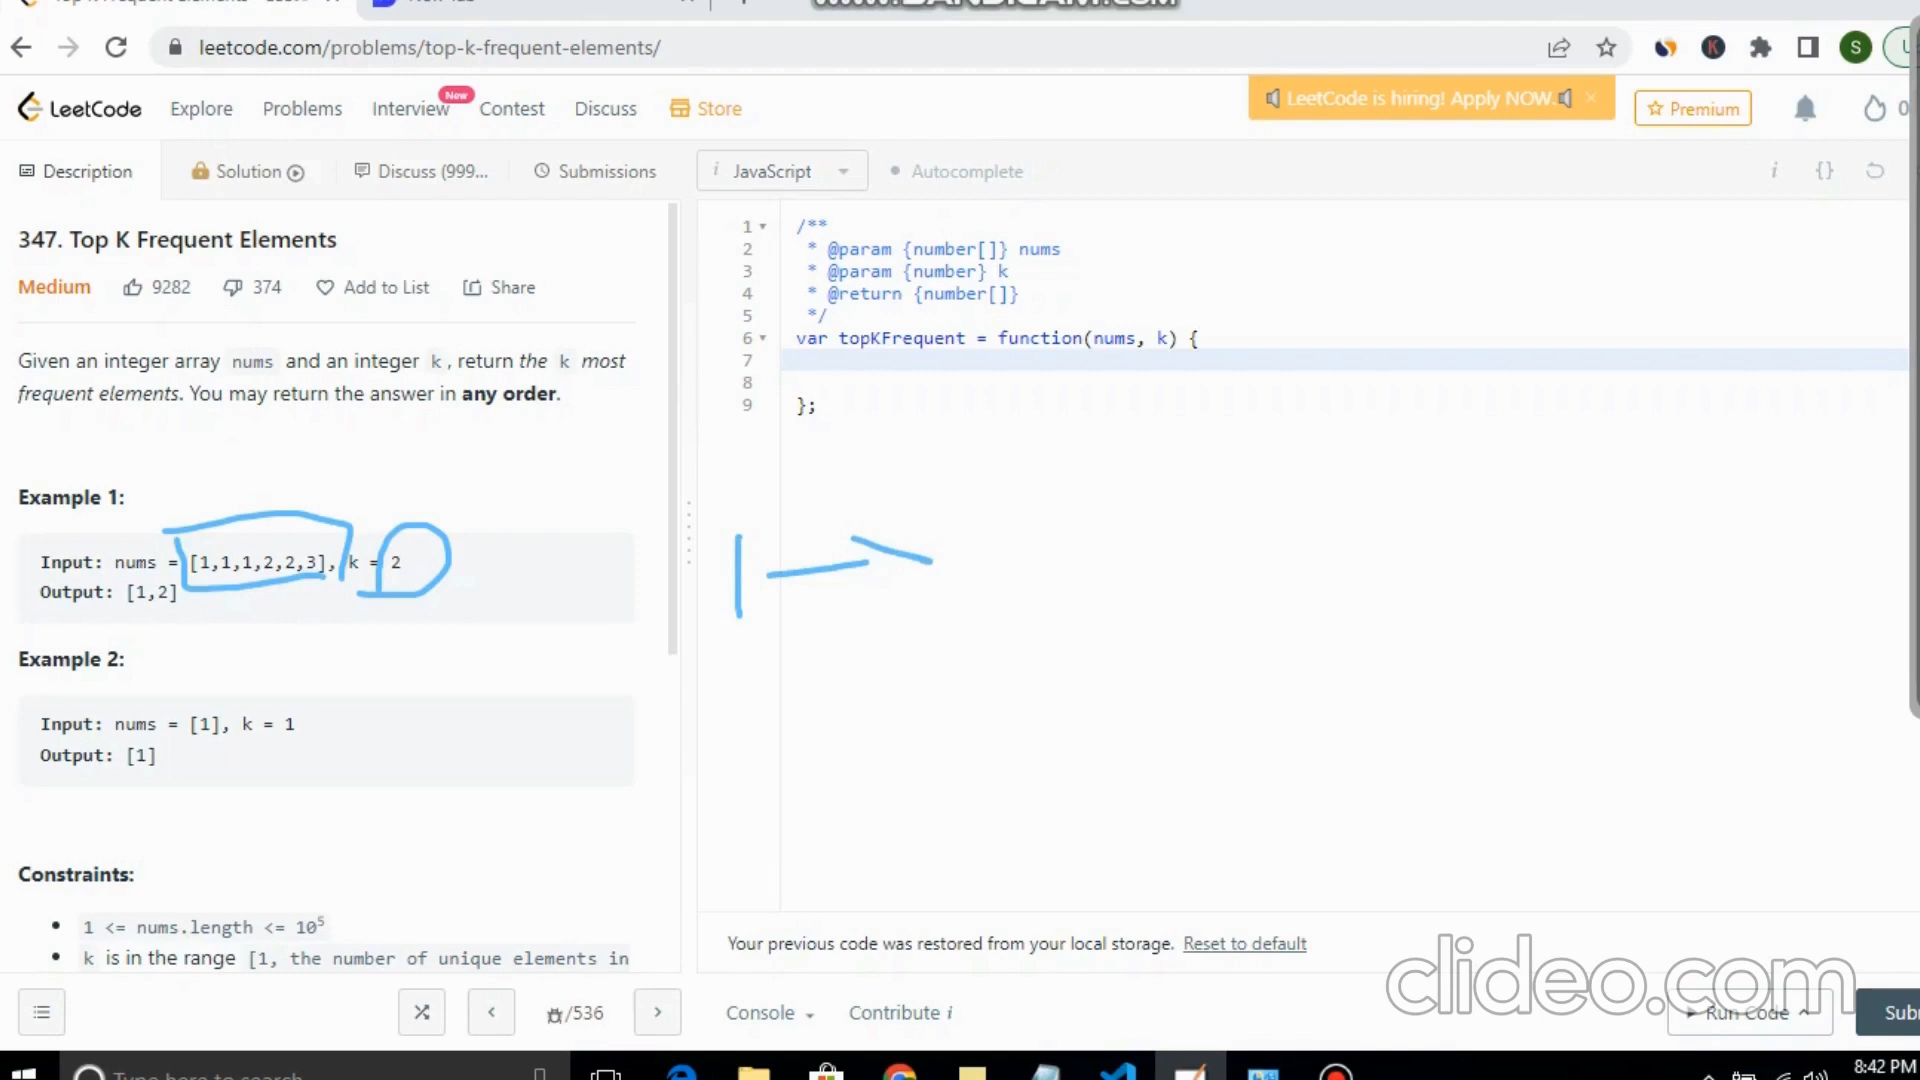 WWW.BANDICAM.COM
leetcode.com/problems/top-k-frequent-elements/
K
S
LeetCode
Explore
Problems
Interview
New
Contest
Discuss
Store
LeetCode is hiring! Apply NOW.
Premium
0
Description
Solution
Discuss (999...
Submissions
i JavaScript
Autocomplete
i {}
347. Top K Frequent Elements
Medium 9282 374 Add to List Share
Given an integer array nums and an integer k, return the k most
frequent elements. You may return the answer in any order.
Example 1:
Input: nums = [1,1,1,2,2,3], k = 2
Output: [1,2]
Example 2:
Input: nums = [1], k = 1
Output: [1]
Constraints:
1 <= nums.length <= 10⁵
k is in the range [1, the number of unique elements in
1 /**
2 * @param {number[]} nums
3 * @param {number} k
4 * @return {number[]}
5 */
6 var topKFrequent = function(nums, k) {
7
8
9 };
Your previous code was restored from your local storage. Reset to default
clideo.com
/536
Console
Contribute i
Run Code
8:42 PM